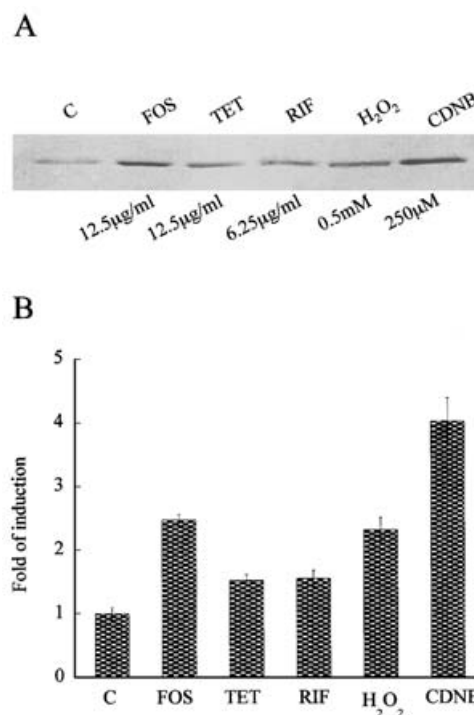 A
C FOS TET RIF H₂O₂ CDNB
12.5µg/ml 12.5µg/ml 6.25µg/ml 0.5mM 250µM
B
5
4
3
2
1
0
Fold of induction
C FOS TET RIF H₂O₂ CDNB